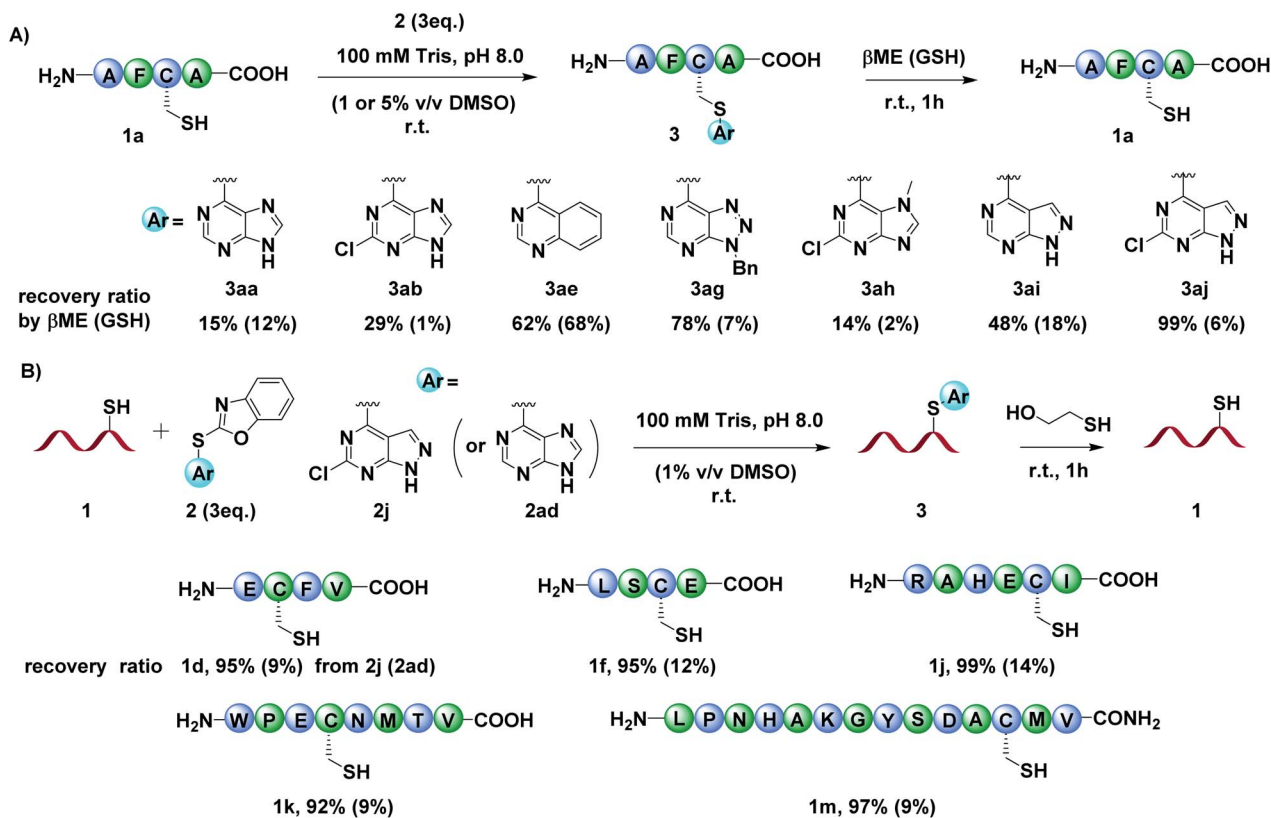 A)
2 (3eq.)
100 mM Tris, pH 8.0
(1 or 5% v/v DMSO)
r.t.
H₂N A F C A COOH
SH
1a
H₂N A F C A COOH
S
Ar
3
βME (GSH)
r.t., 1h
H₂N A F C A COOH
SH
1a
Ar =
N N N N H
Cl N N N N H
N N
N N N N N Bn
Cl N N N N
N N N N H
Cl N N N N H
3aa 3ab 3ae 3ag 3ah 3ai 3aj
recovery ratio
by βME (GSH) 15% (12%) 29% (1%) 62% (68%) 78% (7%) 14% (2%) 48% (18%) 99% (6%)
B)
SH
1
+
N O S Ar
2 (3eq.)
Ar =
Cl N N N N H
2j
( or N N N N H )
2ad
100 mM Tris, pH 8.0
(1% v/v DMSO)
r.t.
S Ar
3
HO SH
r.t., 1h
SH
1
H₂N E C F V COOH
SH
H₂N L S C E COOH
SH
H₂N R A H E C I COOH
SH
recovery ratio 1d, 95% (9%) from 2j (2ad) 1f, 95% (12%) 1j, 99% (14%)
H₂N W P E C N M T V COOH
SH
H₂N L P N H A K G Y S D A C M V CONH₂
SH
1k, 92% (9%) 1m, 97% (9%)